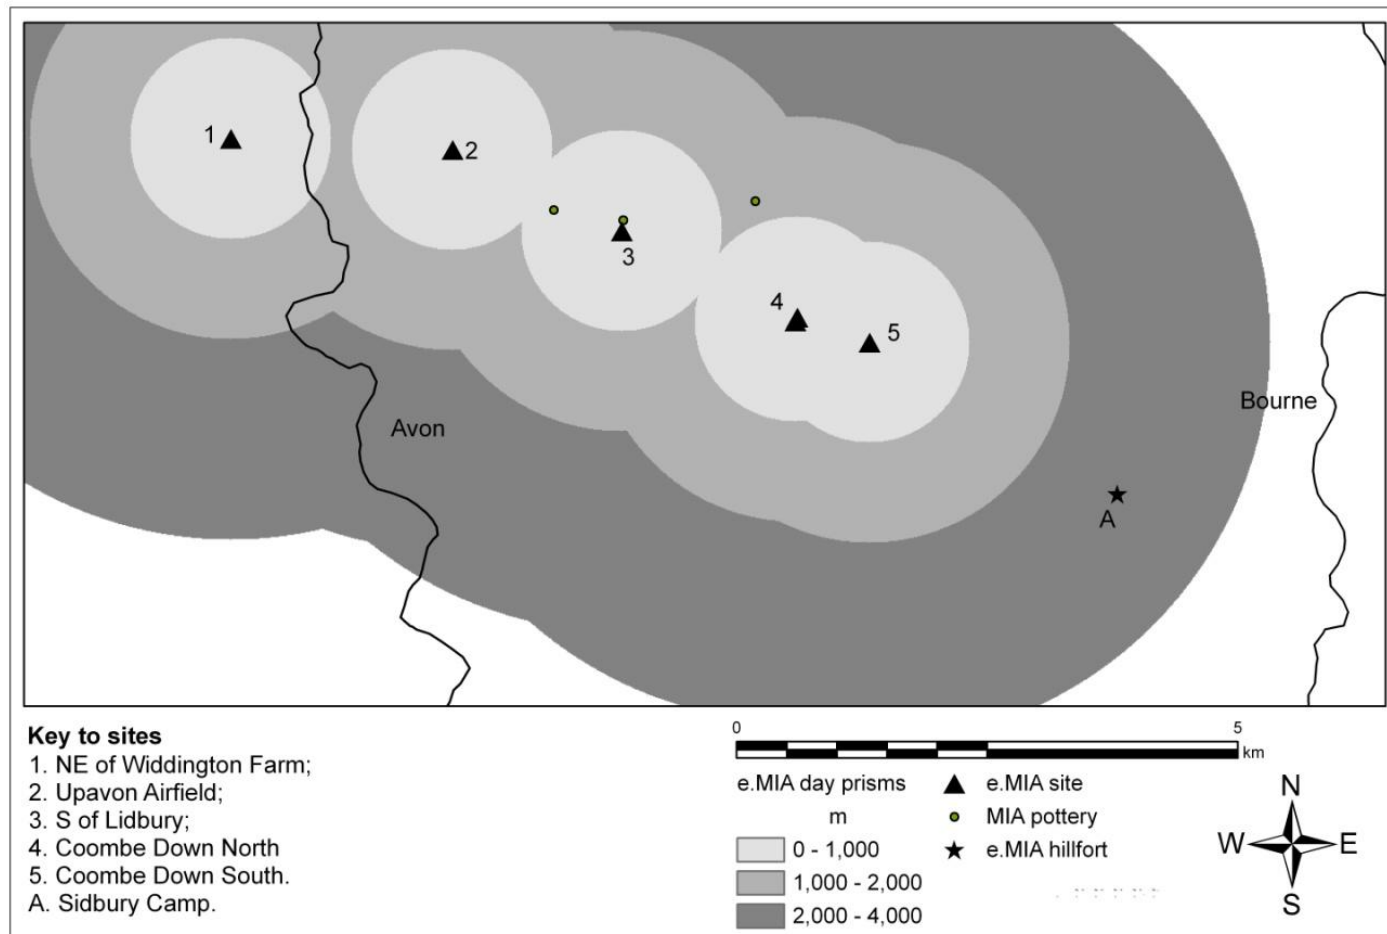 1
2
3
4
5
Avon
Bourne
A
Key to sites
1. NE of Widdington Farm;
2. Upavon Airfield;
3. S of Lidbury;
4. Coombe Down North
5. Coombe Down South.
A. Sidbury Camp.
0 5
km
e.MIA day prisms
m
0 - 1,000
1,000 - 2,000
2,000 - 4,000
e.MIA site
MIA pottery
e.MIA hillfort
N
W E
S